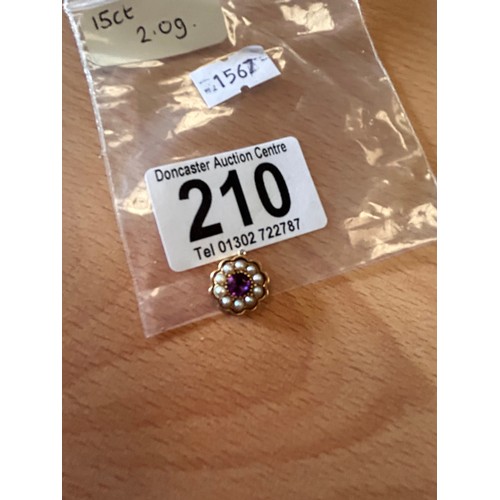 15ct
2.0g.
1567
Doncaster Auction Centre
210
Tel 01302 722787